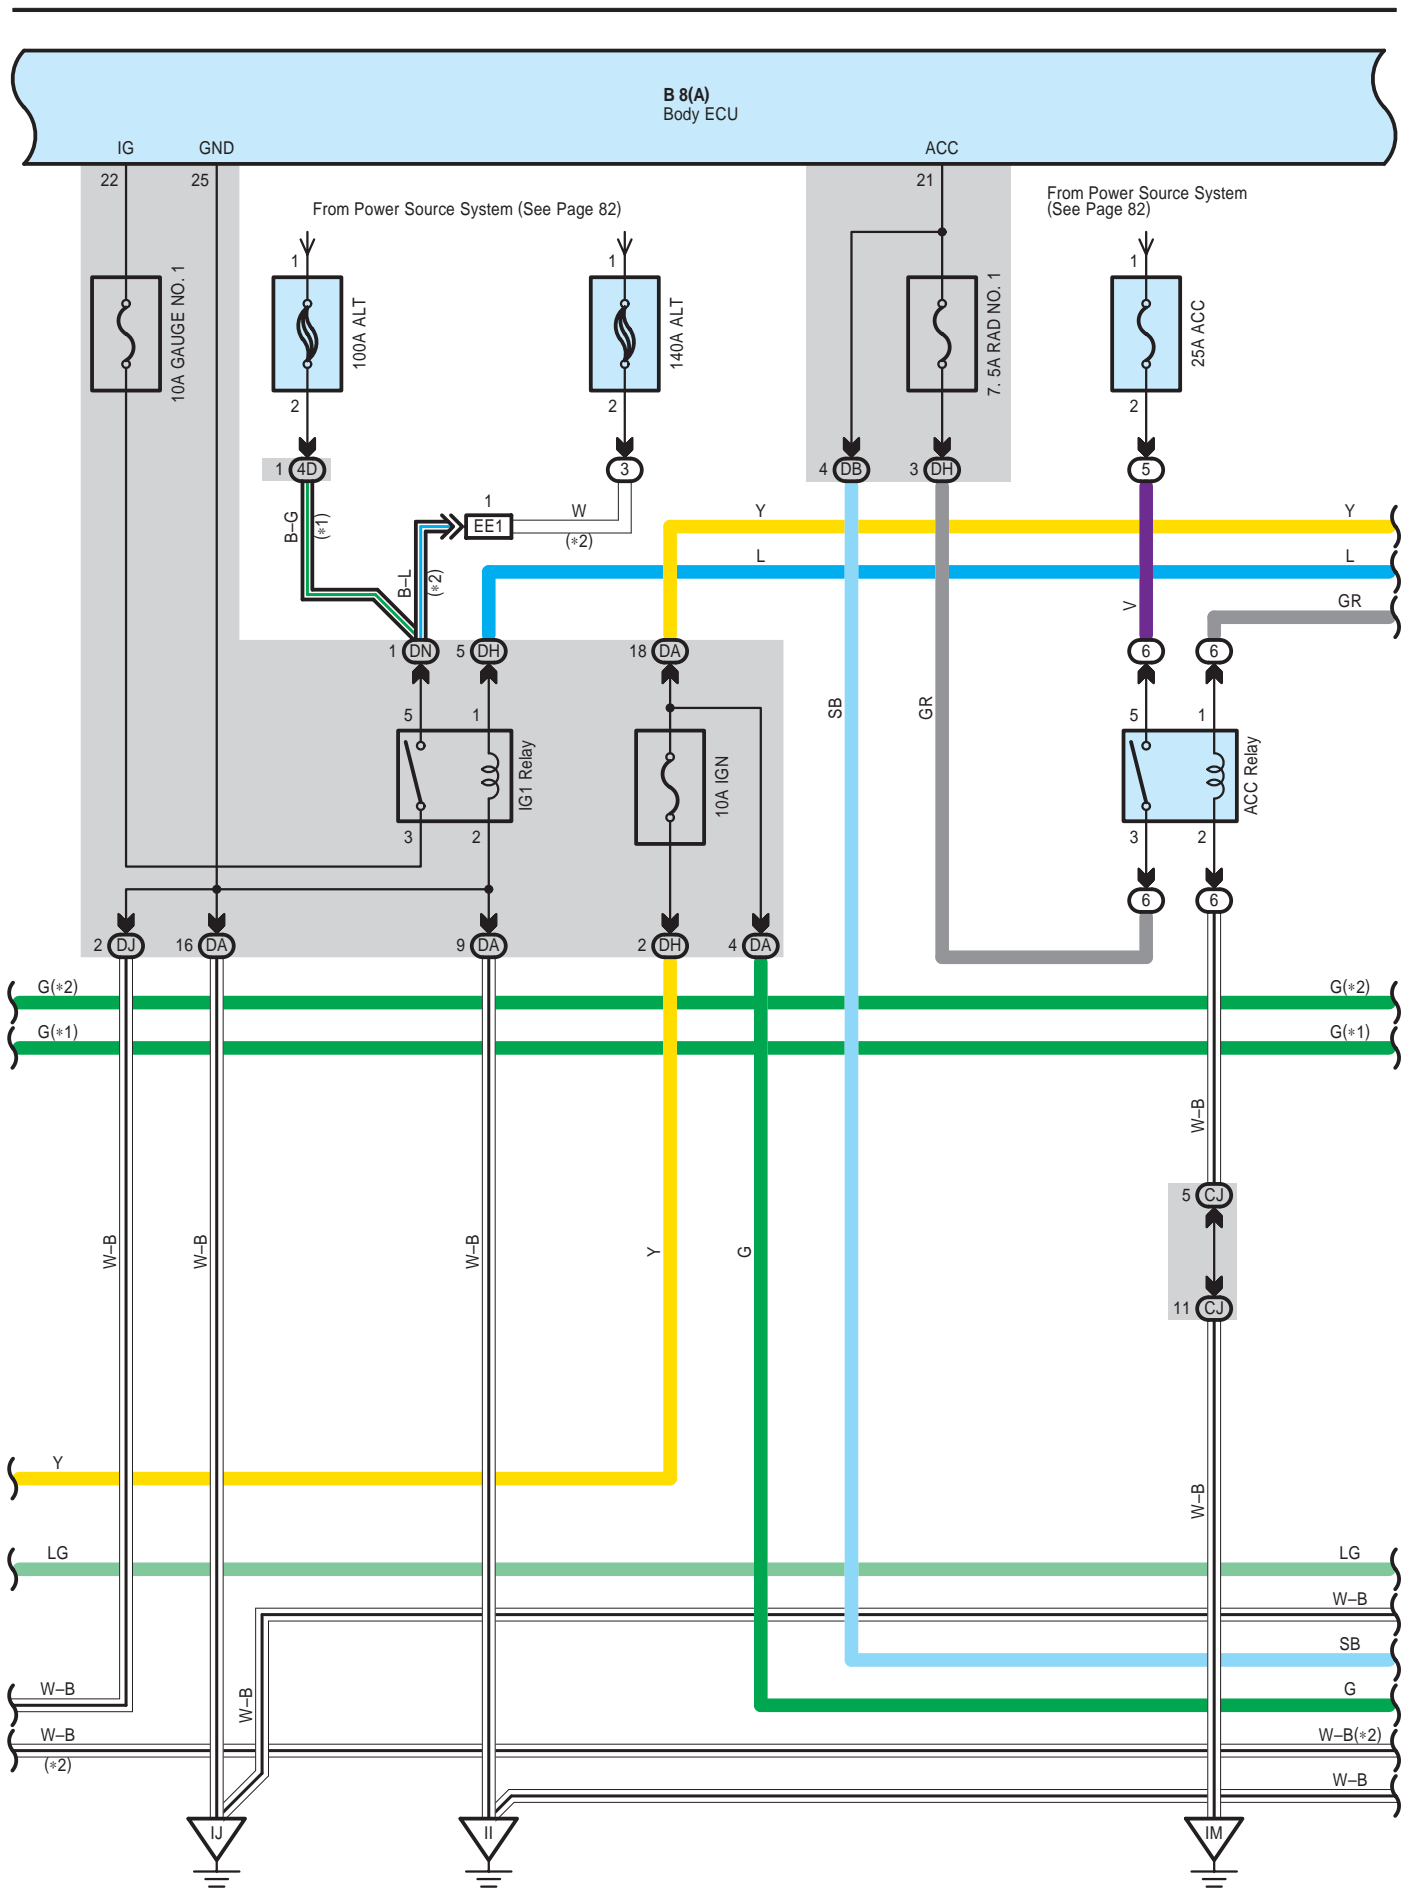 B 8(A)
Body ECU
IG
GND
ACC
22
25
21
From Power Source System (See Page 82)
From Power Source System
(See Page 82)
1
1
1
10A GAUGE NO. 1
100A ALT
140A ALT
7. 5A RAD NO. 1
25A ACC
2
2
2
1 4D
3
4 DB
3 DH
5
B–G
(∗1)
1
EE1
W
(∗2)
B–L
(∗2)
Y
Y
L
L
V
GR
1 DN
5 DH
18 DA
6
6
SB
GR
5
1
5
1
IG1 Relay
10A IGN
ACC Relay
3
2
3
2
6
6
2 DJ
16 DA
9 DA
2 DH
4 DA
G(∗2)
G(∗2)
G(∗1)
G(∗1)
W–B
5 CJ
W–B
W–B
W–B
Y
G
11 CJ
Y
W–B
LG
LG
W–B
SB
W–B
W–B
G
W–B
(∗2)
W–B(∗2)
W–B
IJ
II
IM